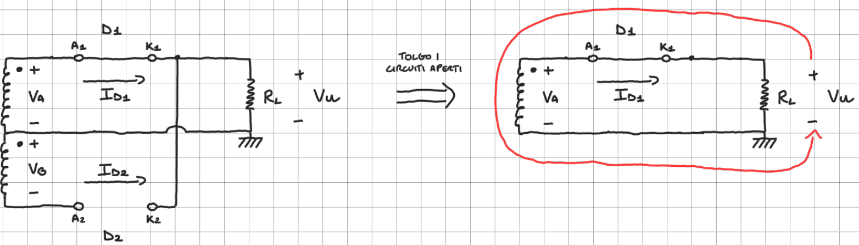 D1
A1 K1
+
VA
-
ID1
RL
+
Vu
-
+
VB
-
ID2
A2 K2
D2
TOLGO I
CIRCUITI APERTI
D1
A1 K1
+
VA
-
ID1
RL
+
Vu
-